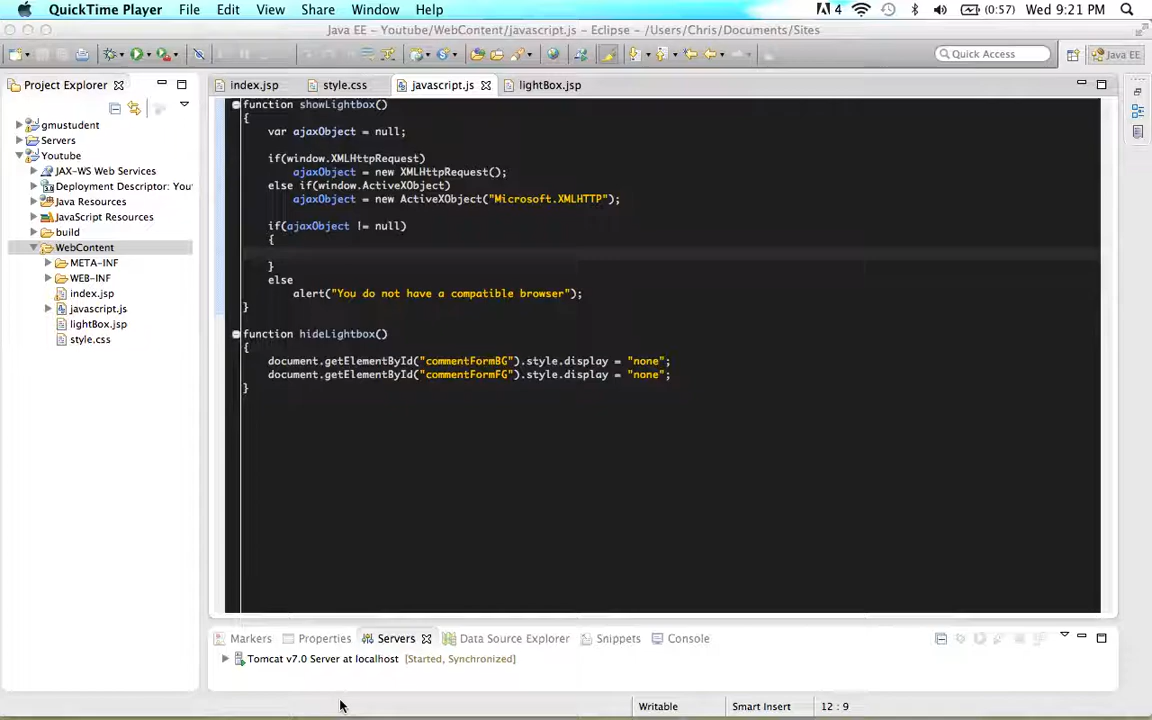 QuickTime Player File Edit View Share Window Help 4 (0:57) Wed 9:21 PM
Java EE – Youtube/WebContent/javascript.js – Eclipse – /Users/Chris/Documents/Sites
Quick Access Java EE
Project Explorer
gmustudent
Servers
Youtube
JAX-WS Web Services
Deployment Descriptor: You
Java Resources
JavaScript Resources
build
WebContent
META-INF
WEB-INF
index.jsp
javascript.js
lightBox.jsp
style.css
index.jsp style.css javascript.js lightBox.jsp
function showLightbox()
{
var ajaxObject = null;
if(window.XMLHttpRequest)
ajaxObject = new XMLHttpRequest();
else if(window.ActiveXObject)
ajaxObject = new ActiveXObject("Microsoft.XMLHTTP");
if(ajaxObject != null)
{
}
else
alert("You do not have a compatible browser");
}
function hideLightbox()
{
document.getElementById("commentFormBG").style.display = "none";
document.getElementById("commentFormFG").style.display = "none";
}
Markers Properties Servers Data Source Explorer Snippets Console
Tomcat v7.0 Server at localhost [Started, Synchronized]
Writable Smart Insert 12 : 9